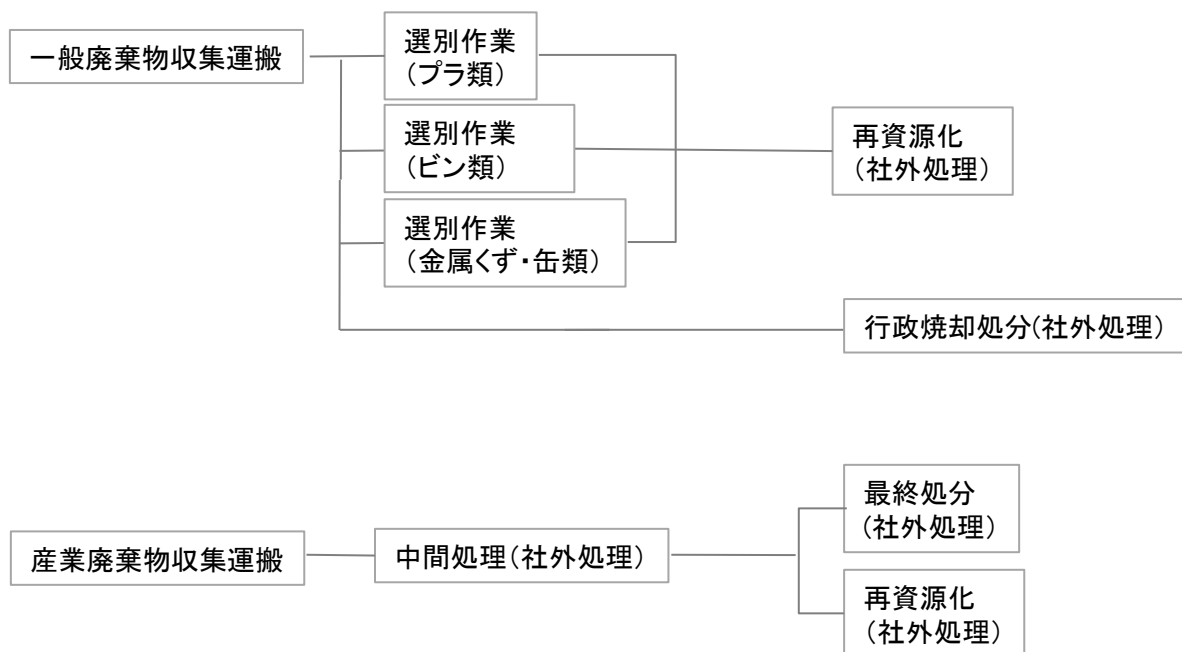 一般廃棄物収集運搬
選別作業
(プラ類)
選別作業
(ビン類)
選別作業
(金属くず・缶類)
再資源化
(社外処理)
行政焼却処分(社外処理)
産業廃棄物収集運搬
中間処理(社外処理)
最終処分
(社外処理)
再資源化
(社外処理)